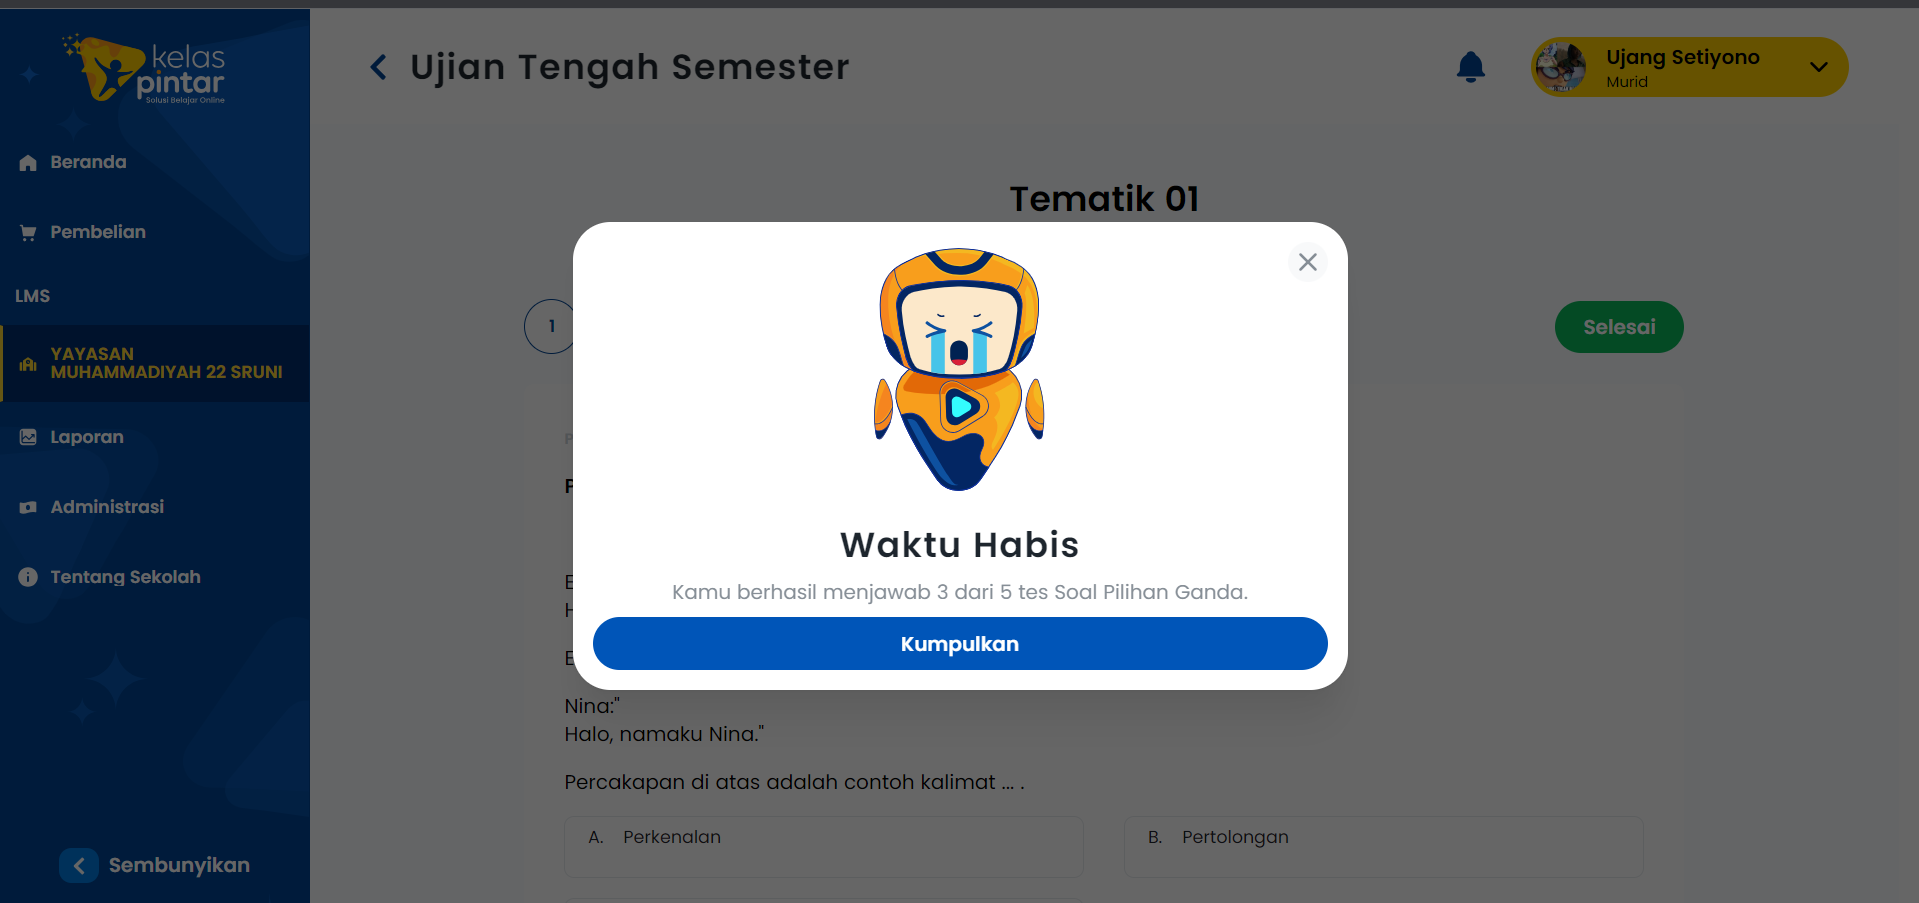 kelas
pintar
Solusi Belajar Online
Ujian Tengah Semester
Ujang Setiyono
Murid
Beranda
Pembelian
LMS
YAYASAN
MUHAMMADIYAH 22 SRUNI
Laporan
Administrasi
Tentang Sekolah
Sembunyikan
Tematik 01
1
Selesai
Waktu Habis
Kamu berhasil menjawab 3 dari 5 tes Soal Pilihan Ganda.
Kumpulkan
Nina:"
Halo, namaku Nina."
Percakapan di atas adalah contoh kalimat ... .
A. Perkenalan
B. Pertolongan